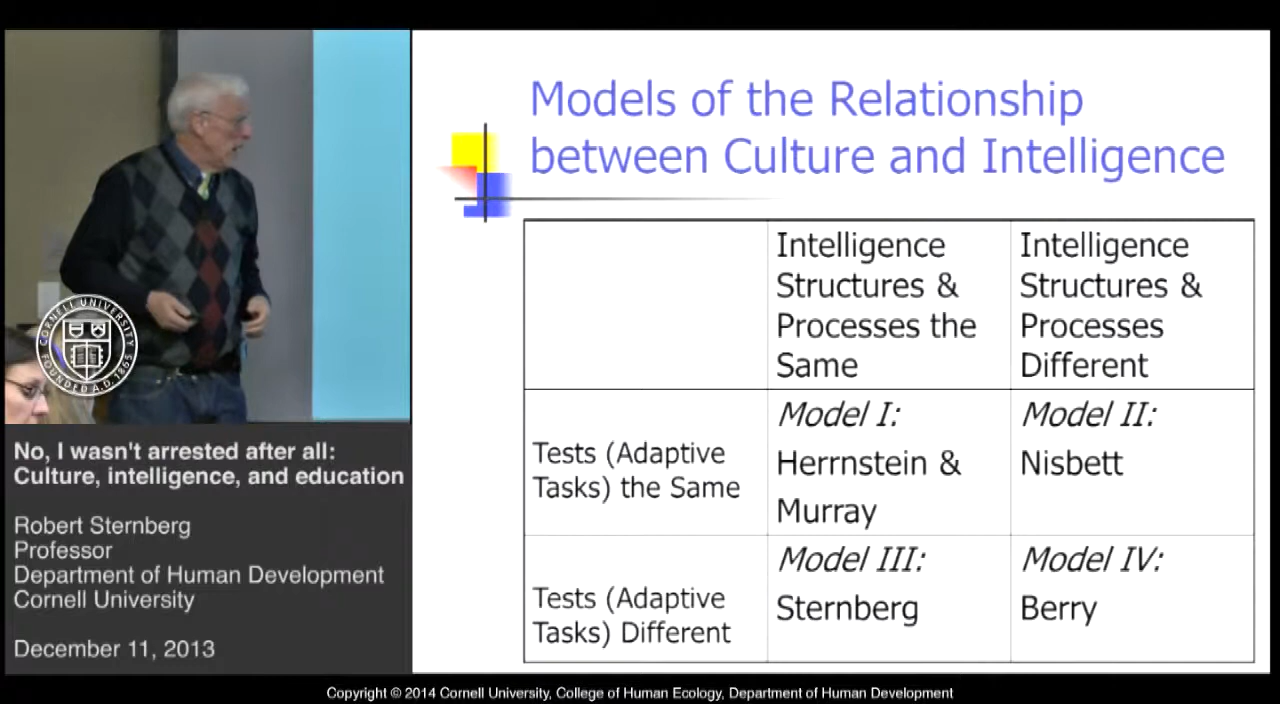 Models of the Relationship
between Culture and Intelligence
Intelligence
Structures &
Processes the
Same
Intelligence
Structures &
Processes
Different
Tests (Adaptive
Tasks) the Same
Model I:
Herrnstein &
Murray
Model II:
Nisbett
Tests (Adaptive
Tasks) Different
Model III:
Sternberg
Model IV:
Berry
CORNELL UNIVERSITY
FOUNDED A.D. 1865
No, I wasn't arrested after all:
Culture, intelligence, and education
Robert Sternberg
Professor
Department of Human Development
Cornell University
December 11, 2013
Copyright © 2014 Cornell University, College of Human Ecology, Department of Human Development